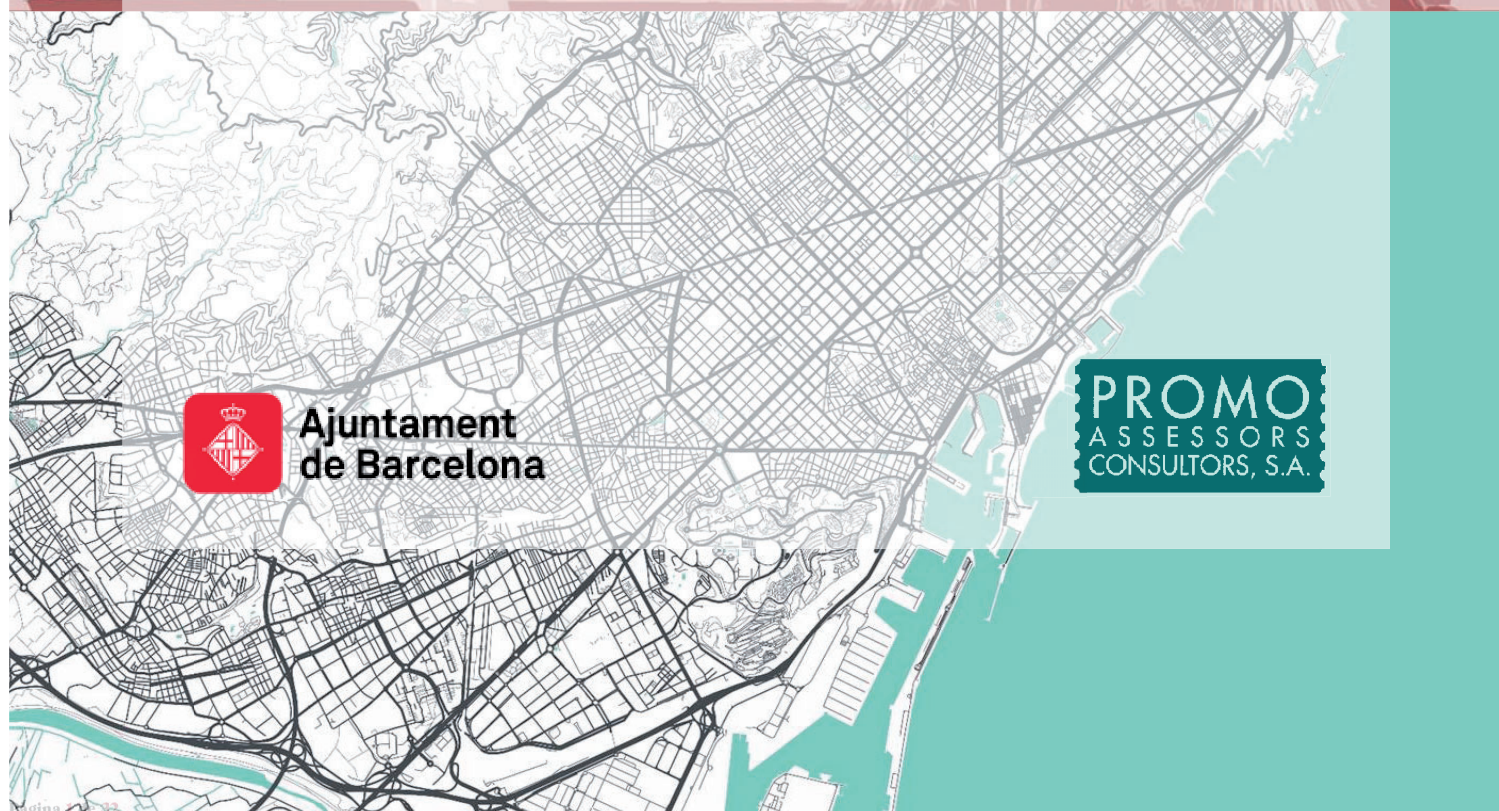 Ajuntament
de Barcelona
PROMO
ASSESSORS
CONSULTORS, S.A.